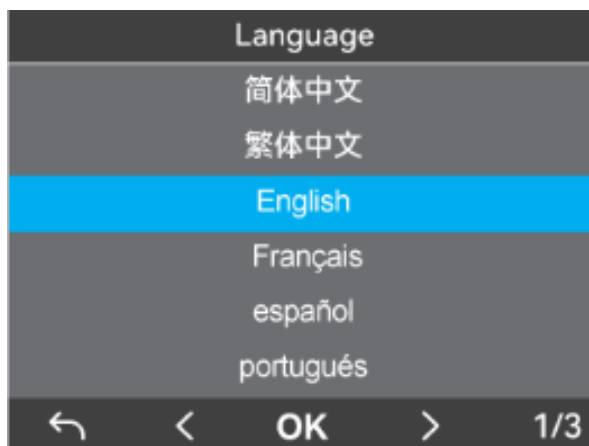 Language
简体中文
繁体中文
English
Français
español
portugués
< OK > 1/3